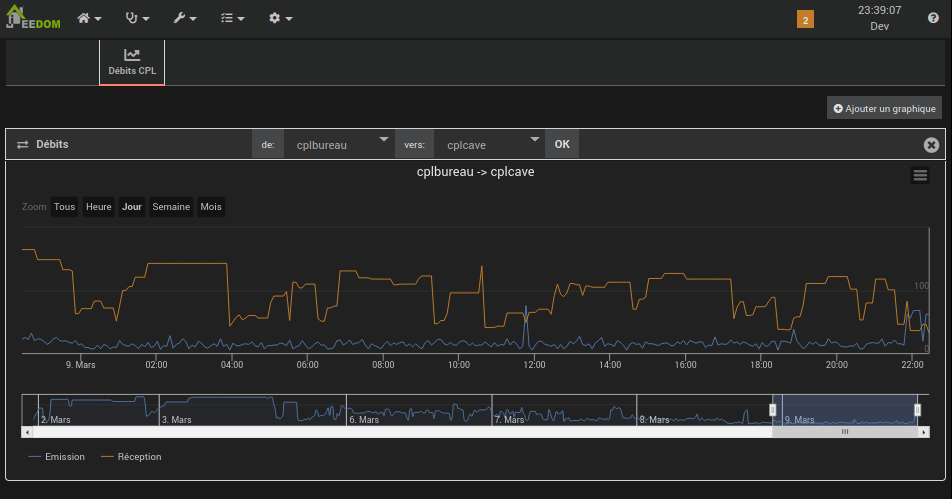 JEEDOM
2
23:39:07
Dev
Débits CPL
Ajouter un graphique
Débits
de:
cplbureau
vers:
cplcave
OK
cplbureau -> cplcave
Zoom Tous Heure Jour Semaine Mois
100
0
9. Mars 02:00 04:00 06:00 08:00 10:00 12:00 14:00 16:00 18:00 20:00 22:00
2. Mars 3. Mars 6. Mars 7. Mars 8. Mars 9. Mars
Emission Réception